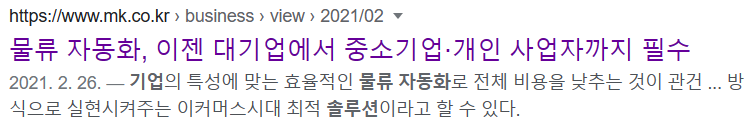 https://www.mk.co.kr › business › view › 2021/02
물류 자동화, 이젠 대기업에서 중소기업·개인 사업자까지 필수
2021. 2. 26. — 기업의 특성에 맞는 효율적인 물류 자동화로 전체 비용을 낮추는 것이 관건 ... 방
식으로 실현시켜주는 이커머스시대 최적 솔루션이라고 할 수 있다.